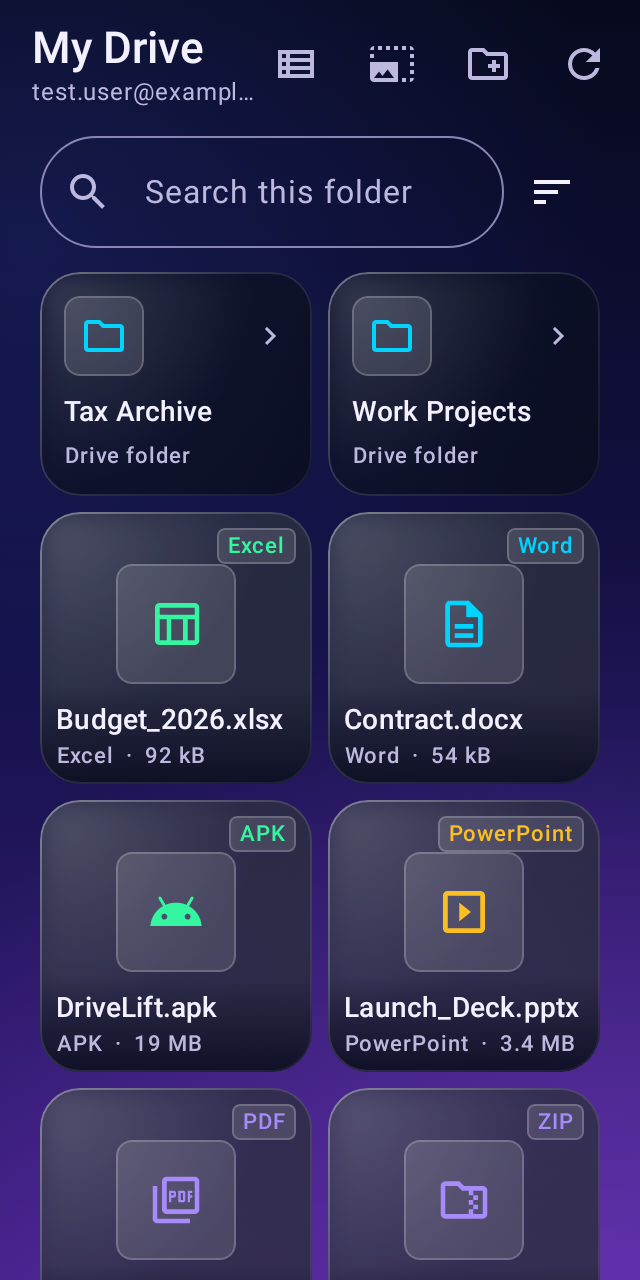 My Drive
test.user@exampl…
Search this folder
Tax Archive
Drive folder
Work Projects
Drive folder
Excel
Budget_2026.xlsx
Excel · 92 kB
Word
Contract.docx
Word · 54 kB
APK
DriveLift.apk
APK · 19 MB
PowerPoint
Launch_Deck.pptx
PowerPoint · 3.4 MB
PDF
PDF
ZIP